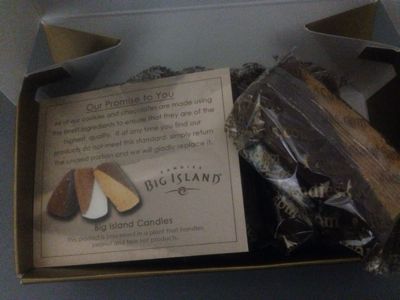 Our Promise to You
All of our cookies and chocolates are made using
the finest ingredients to ensure that they are of the
highest quality. If at any time you find our
products do not meet this standard, simply return
the unused portion and we will gladly replace it.
CANDIES
BIG ISLAND
Big Island Candies
This product is processed in a plant that handles
peanut and tree nut products.